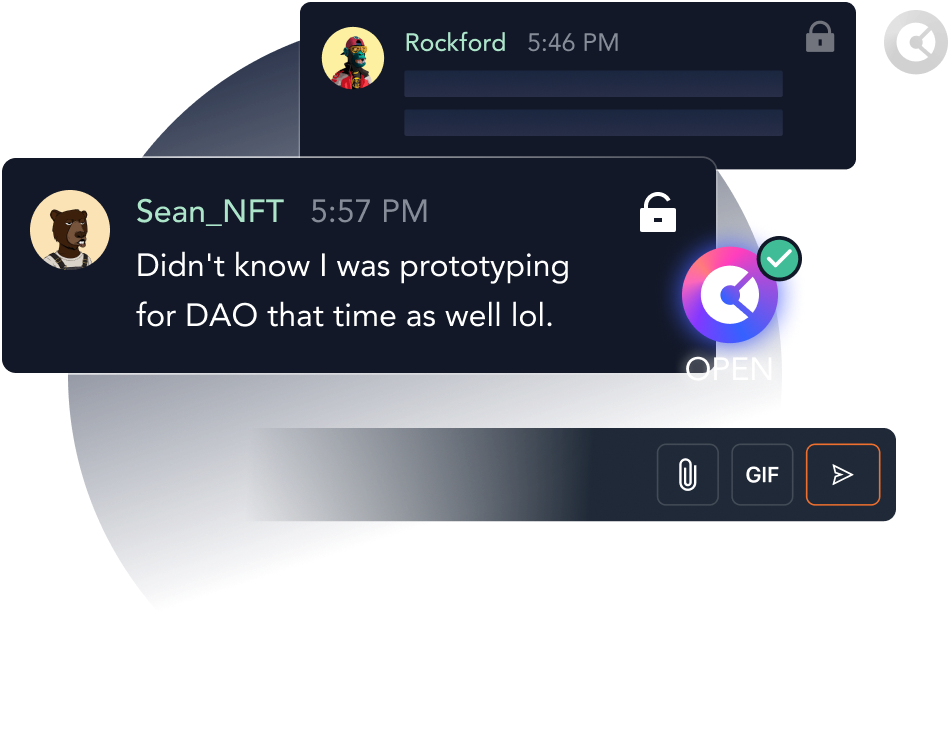 Rockford 5:46 PM
Sean_NFT 5:57 PM
Didn't know I was prototyping
for DAO that time as well lol.
OPEN
GIF